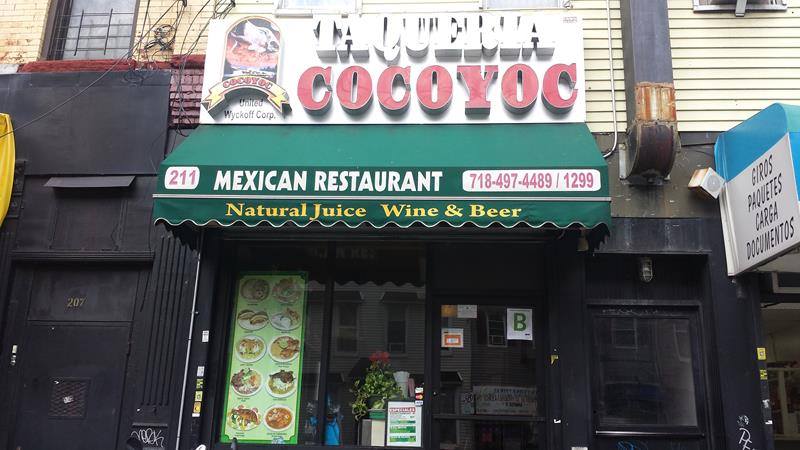 TAQUERIA
COCOYOC
COCOYOC
United
Wyckoff Corp.
211 MEXICAN RESTAURANT 718-497-4489 / 1299
Natural Juice Wine & Beer
GIROS
PAQUETES
CARGA
DOCUMENTOS
207
B
ESPECIALES